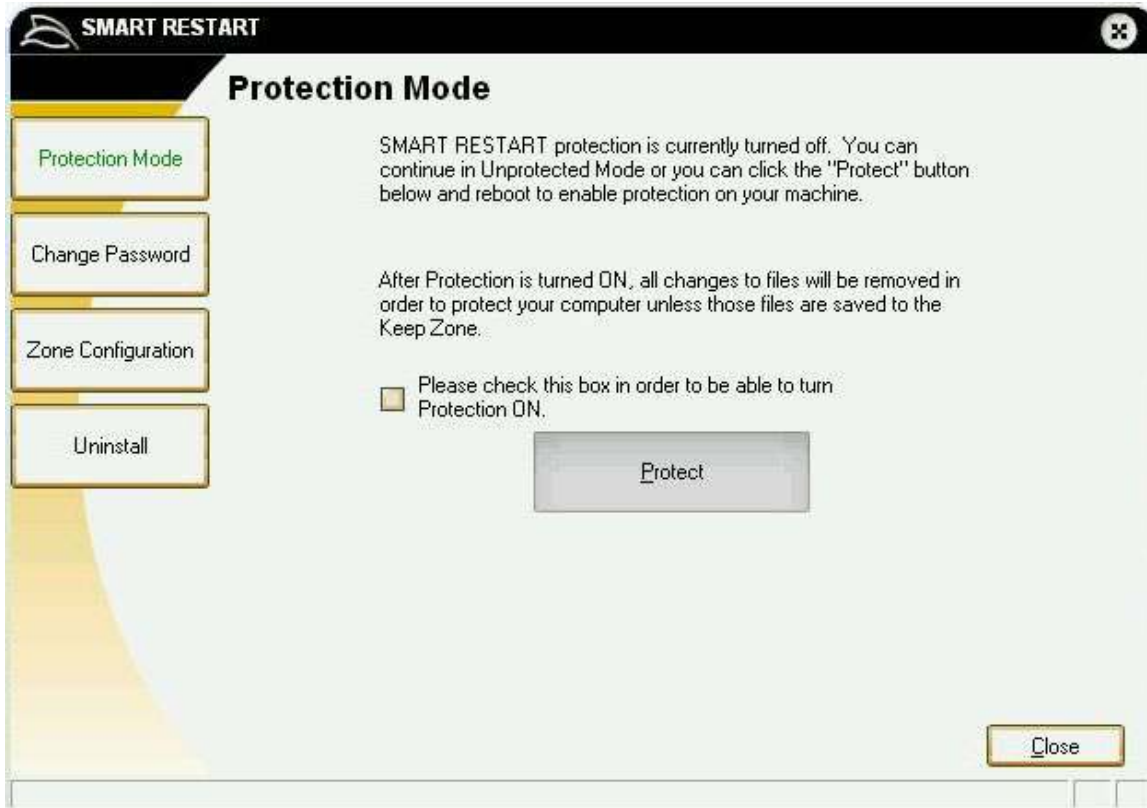 SMART RESTART
Protection Mode
Protection Mode
Change Password
Zone Configuration
Uninstall
SMART RESTART protection is currently turned off.  You can
continue in Unprotected Mode or you can click the "Protect" button
below and reboot to enable protection on your machine.
After Protection is turned ON, all changes to files will be removed in
order to protect your computer unless those files are saved to the
Keep Zone.
Please check this box in order to be able to turn
Protection ON.
Protect
Close